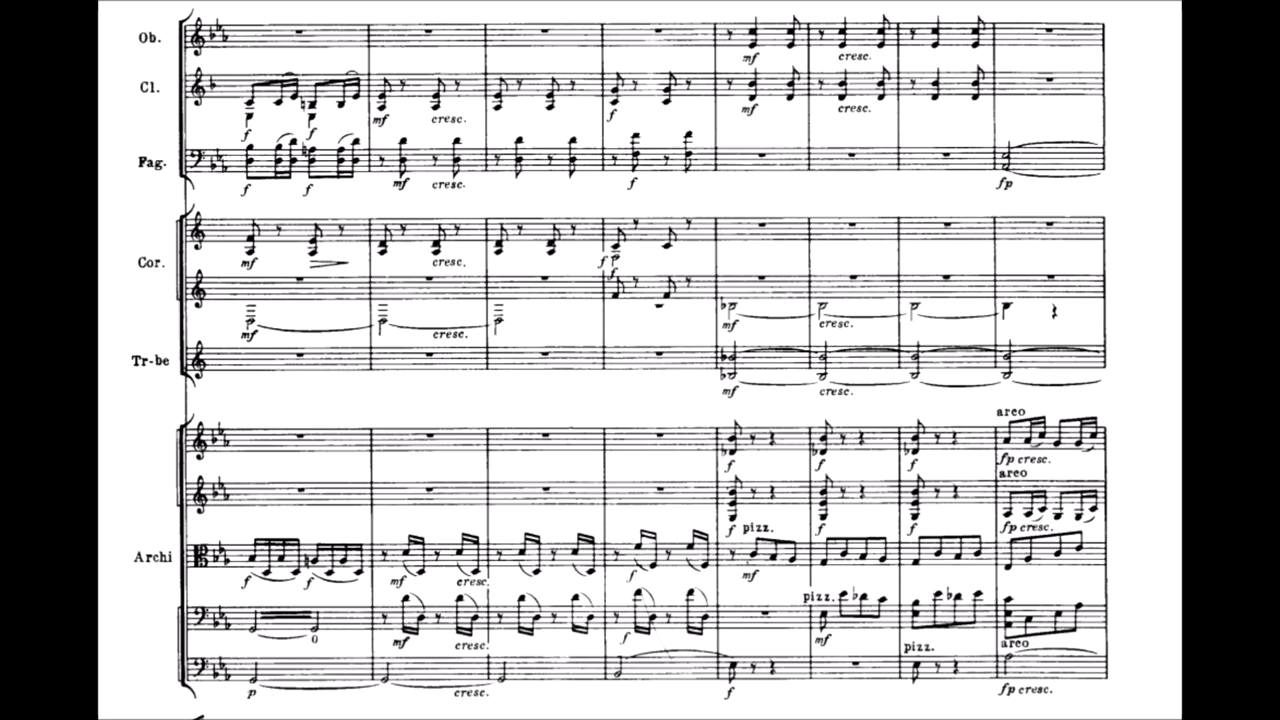 Ob.
mf cresc.
Cl.
f f mf cresc. f mf cresc.
Fag.
f f mf cresc. f fp
Cor.
mf cresc. f
f
mf cresc. mf cresc.
Tr-be
mf cresc.
arco
f f f fp cresc.
arco
f f f fp cresc.
pizz.
Archi
f f mf cresc. f mf
pizz.
0 mf cresc. f mf
pizz. arco
p cresc. f fp cresc.